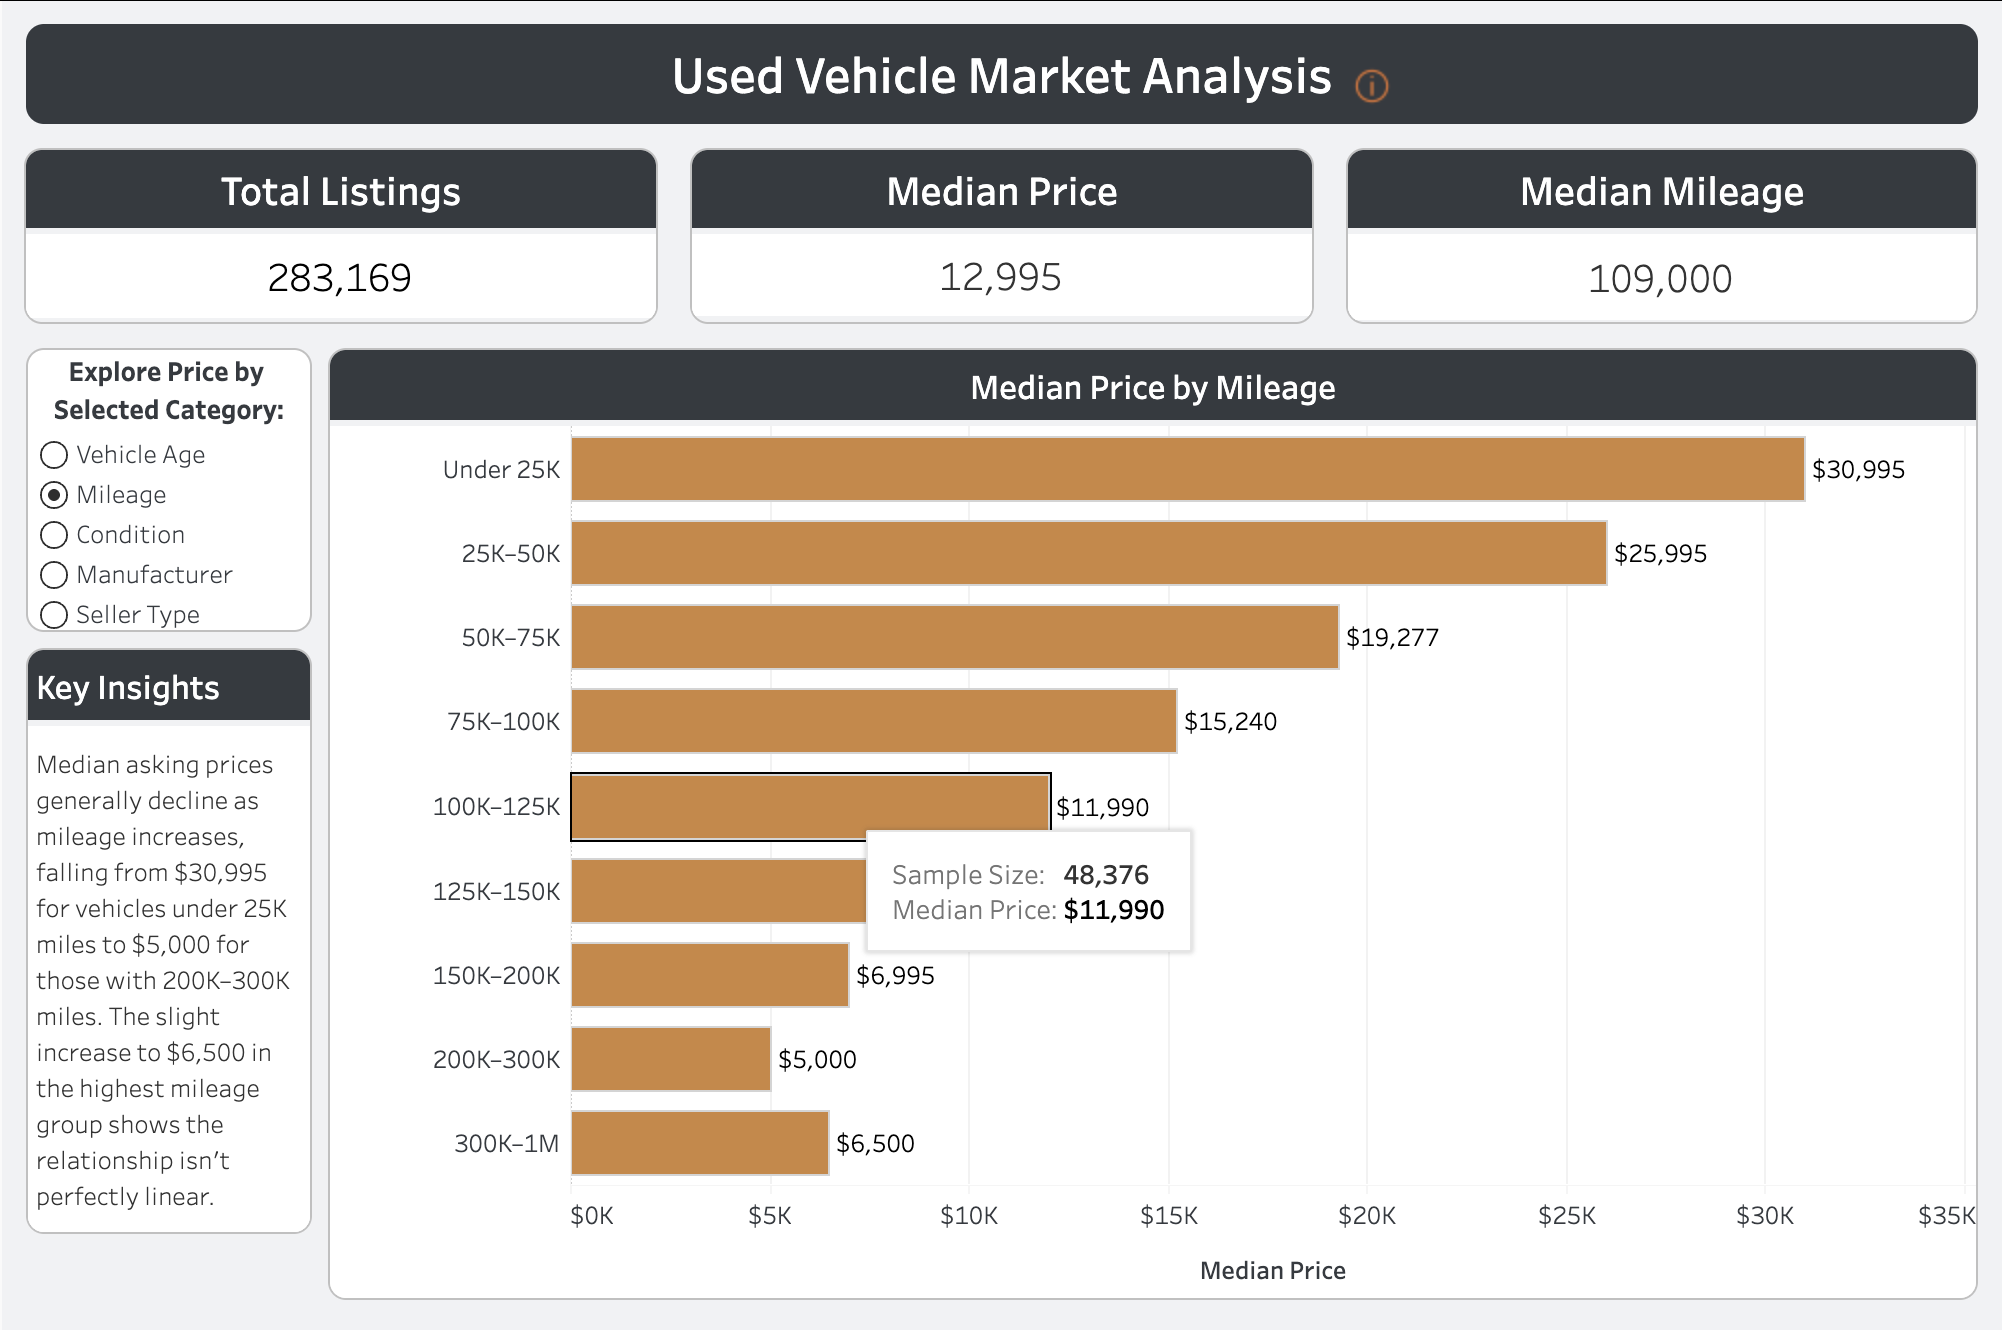 Used Vehicle Market Analysis
Total Listings
283,169
Median Price
12,995
Median Mileage
109,000
Explore Price by
Selected Category:
Vehicle Age
Mileage
Condition
Manufacturer
Seller Type
Key Insights
Median asking prices
generally decline as
mileage increases,
falling from $30,995
for vehicles under 25K
miles to $5,000 for
those with 200K–300K
miles. The slight
increase to $6,500 in
the highest mileage
group shows the
relationship isn’t
perfectly linear.
Median Price by Mileage
Under 25K $30,995
25K–50K $25,995
50K–75K $19,277
75K–100K $15,240
100K–125K $11,990
Sample Size: 48,376
Median Price: $11,990
125K–150K
150K–200K $6,995
200K–300K $5,000
300K–1M $6,500
$0K $5K $10K $15K $20K $25K $30K $35K
Median Price